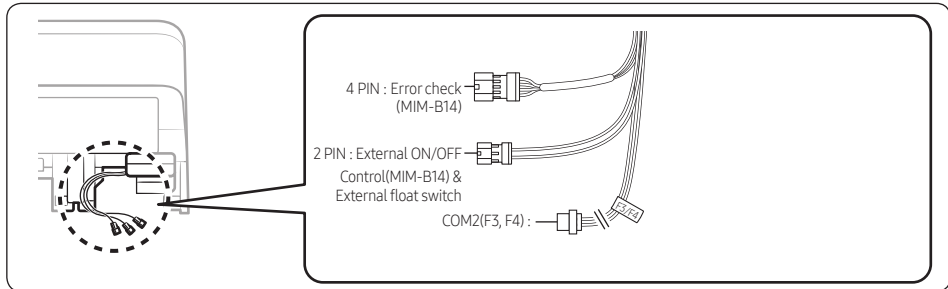 4 PIN : Error check
(MIM-B14)
2 PIN : External ON/OFF
Control(MIM-B14) &
External float switch
COM2(F3, F4) :
F3/F4